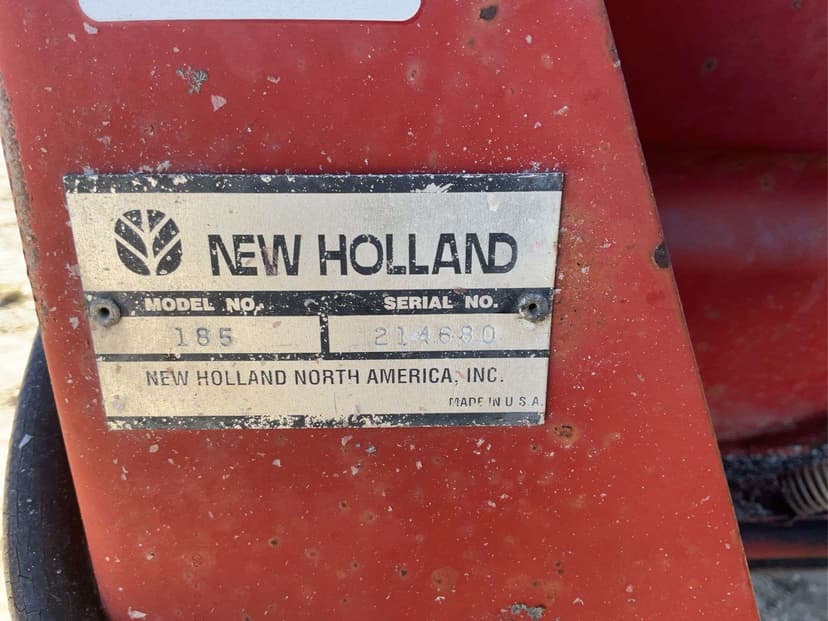 NEW HOLLAND
MODEL NO. SERIAL NO.
185 214680
NEW HOLLAND NORTH AMERICA, INC.
MADE IN U S A.